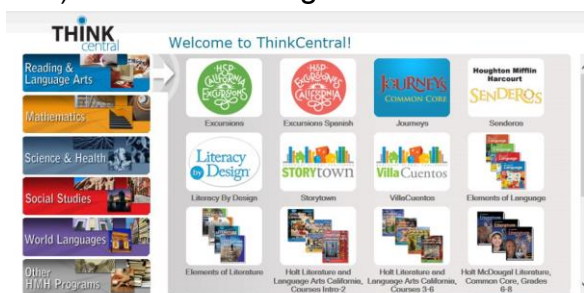 THINK
central
Welcome to ThinkCentral!
Reading &
Language Arts
Mathematics
Science & Health
Social Studies
World Languages
Other
HMH Programs
HSP
CALIFORNIA
EXCURSIONS
Excursions
HSP
CALIFORNIA
EXCURSIONS
Excursions Spanish
JOURNEYS
COMMON CORE
Journeys
Houghton Mifflin
Harcourt
SENDEROS
Senderos
Literacy
by Design
Literacy By Design
STORYTOWN
Storytown
Villa Cuentos
VillaCuentos
Elements of Language
Elements of Literature
Holt Literature and
Language Arts California,
Courses Intro-2
Holt Literature and
Language Arts California,
Courses 3-6
Holt McDougal Literature,
Common Core, Grades
6-8